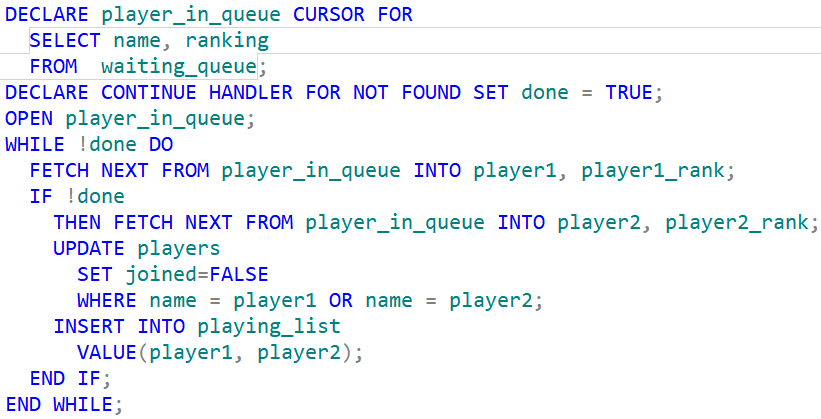 DECLARE player_in_queue CURSOR FOR
  SELECT name, ranking
  FROM  waiting_queue;
DECLARE CONTINUE HANDLER FOR NOT FOUND SET done = TRUE;
OPEN player_in_queue;
WHILE !done DO
  FETCH NEXT FROM player_in_queue INTO player1, player1_rank;
  IF !done
    THEN FETCH NEXT FROM player_in_queue INTO player2, player2_rank;
    UPDATE players
      SET joined=FALSE
      WHERE name = player1 OR name = player2;
    INSERT INTO playing_list
      VALUE(player1, player2);
  END IF;
END WHILE;